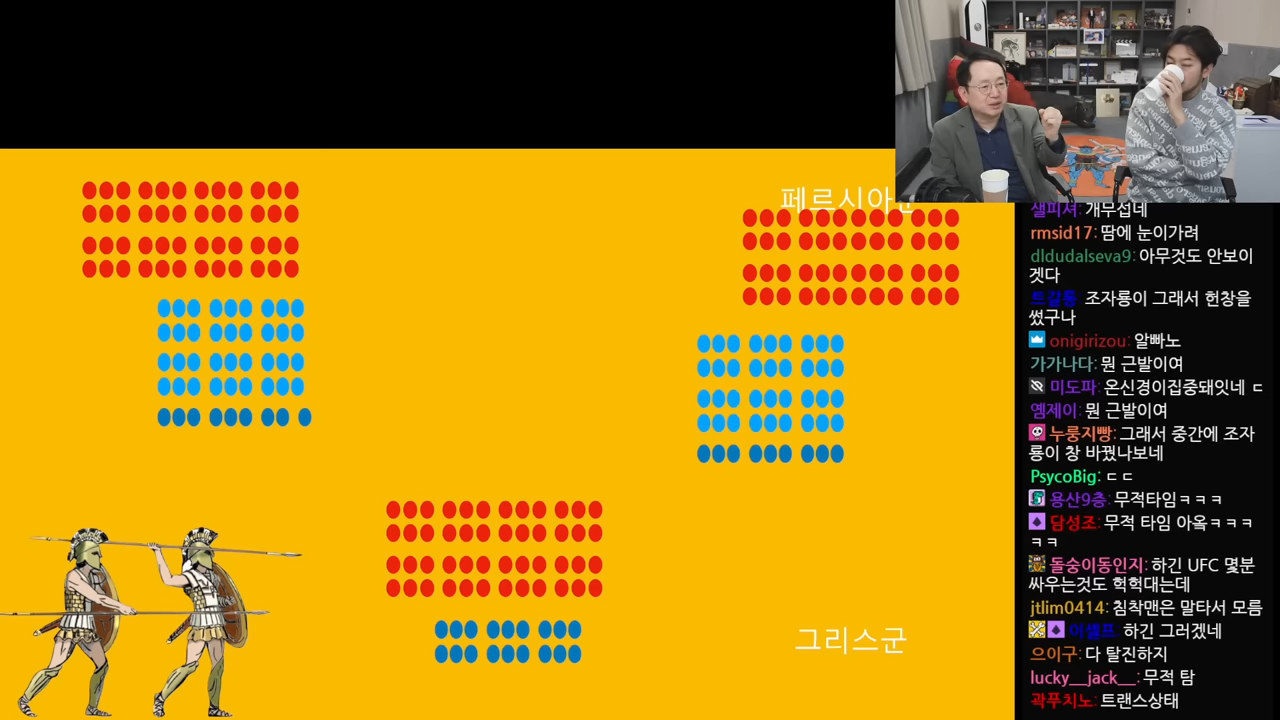 페르시아군
그리스군
샐피셔: 개무섭네
rmsid17: 땀에 눈이가려
dldudalseva9: 아무것도 안보이
겟다
조자룡이 그래서 헌창을
썼구나
onigirizou: 알빠노
가가나다: 뭔 근발이여
미도파: 온신경이집중돼잇네 ㄷ
옘제이: 뭔 근발이여
누룽지빵: 그래서 중간에 조자
룡이 창 바꿨나보네
PsycoBig: ㄷㄷ
용산9층: 무적타임ㅋㅋㅋ
담성조: 무적 타임 아옼ㅋㅋㅋ
ㅋㅋ
돌숭이동인지: 하긴 UFC 몇분
싸우는것도 헉헉대는데
jtlim0414: 침착맨은 말타서 모름
이셀프: 하긴 그러겠네
으이구: 다 탈진하지
lucky__jack__: 무적 탐
곽푸치노: 트랜스상태